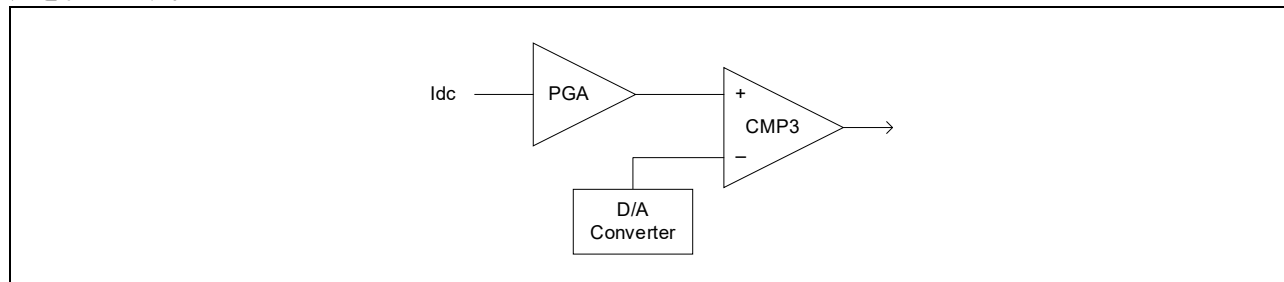 Idc
PGA
+
CMP3
−
D/A
Converter